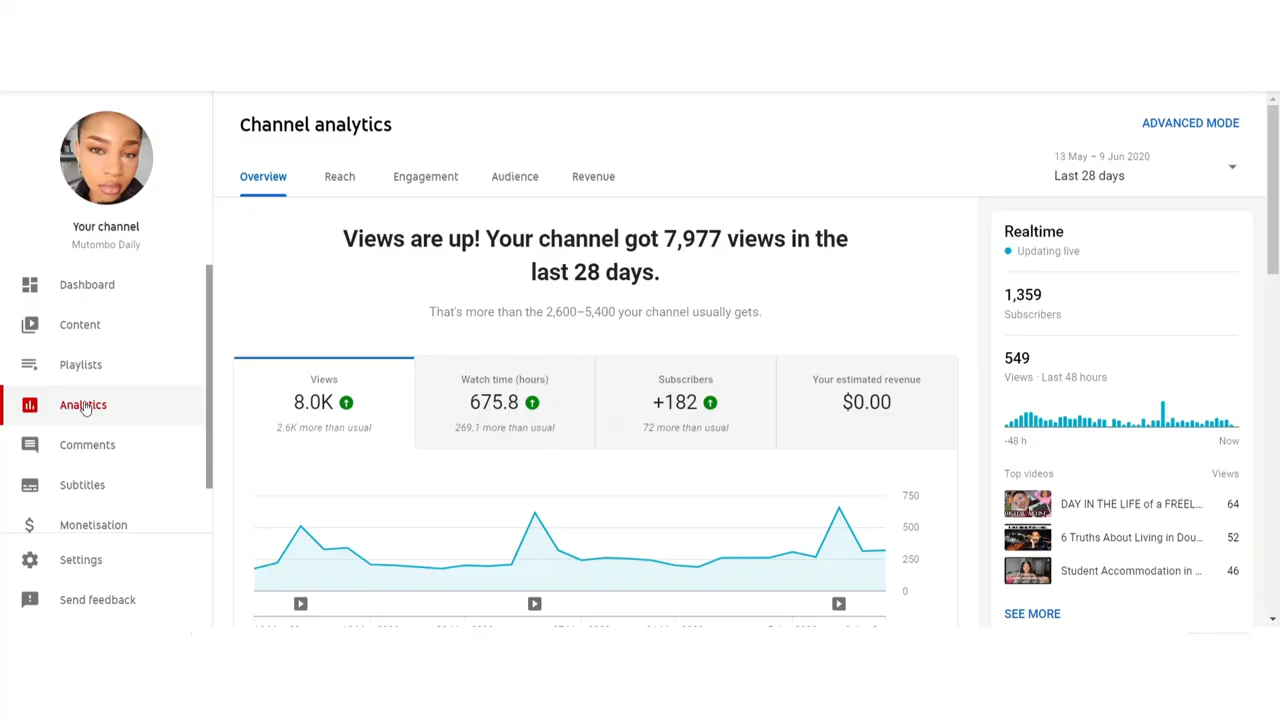 Your channel
Mutombo Daily
Dashboard
Content
Playlists
Analytics
Comments
Subtitles
Monetisation
Settings
Send feedback
Channel analytics
ADVANCED MODE
13 May – 9 Jun 2020
Last 28 days
Overview
Reach
Engagement
Audience
Revenue
Views are up! Your channel got 7,977 views in the
last 28 days.
That's more than the 2,600–5,400 your channel usually gets.
Views
8.0K
2.6K more than usual
Watch time (hours)
675.8
269.1 more than usual
Subscribers
+182
72 more than usual
Your estimated revenue
$0.00
750
500
250
0
Realtime
Updating live
1,359
Subscribers
549
Views · Last 48 hours
-48 h
Now
Top videos
Views
DAY IN THE LIFE of a FREEL...
64
6 Truths About Living in Dou...
52
Student Accommodation in ...
46
SEE MORE